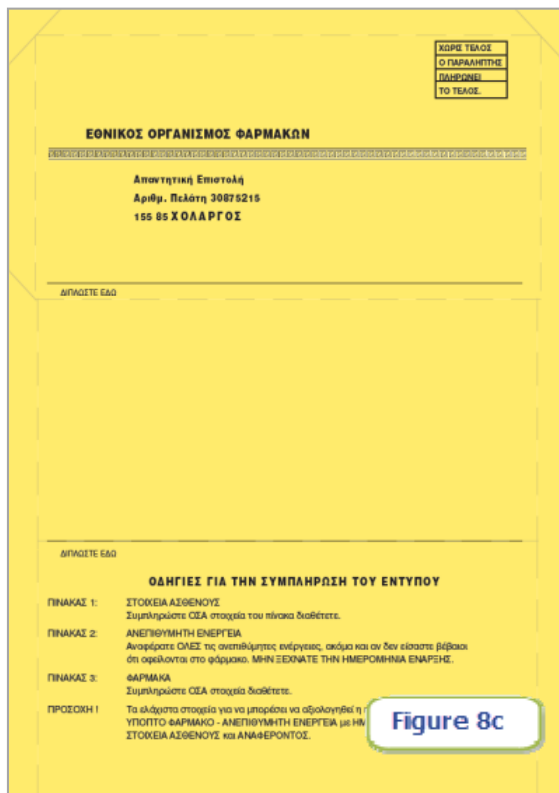 ΧΩΡΙΣ ΤΕΛΟΣ
Ο ΠΑΡΑΛΗΠΤΗΣ
ΠΛΗΡΩΝΕΙ
ΤΟ ΤΕΛΟΣ.
ΕΘΝΙΚΟΣ ΟΡΓΑΝΙΣΜΟΣ ΦΑΡΜΑΚΩΝ
Απαντητική Επιστολή
Αριθμ. Πελάτη 30875215
155 85 ΧΟΛΑΡΓΟΣ
ΔΙΠΛΩΣΤΕ ΕΔΩ
ΔΙΠΛΩΣΤΕ ΕΔΩ
ΟΔΗΓΙΕΣ ΓΙΑ ΤΗΝ ΣΥΜΠΛΗΡΩΣΗ ΤΟΥ ΕΝΤΥΠΟΥ
ΠΙΝΑΚΑΣ 1: ΣΤΟΙΧΕΙΑ ΑΣΘΕΝΟΥΣ
Συμπληρώστε ΟΣΑ στοιχεία του πίνακα διαθέτετε.
ΠΙΝΑΚΑΣ 2: ΑΝΕΠΙΘΥΜΗΤΗ ΕΝΕΡΓΕΙΑ
Αναφέρατε ΟΛΕΣ τις ανεπιθύμητες ενέργειες, ακόμα και αν δεν είσαστε βέβαιοι
ότι οφείλονται στο φάρμακο. ΜΗΝ ΞΕΧΝΑΤΕ ΤΗΝ ΗΜΕΡΟΜΗΝΙΑ ΕΝΑΡΞΗΣ.
ΠΙΝΑΚΑΣ 3: ΦΑΡΜΑΚΑ
Συμπληρώστε ΟΣΑ στοιχεία διαθέτετε.
ΠΡΟΣΟΧΗ ! Τα ελάχιστα στοιχεία για να μπορέσει να αξιολογηθεί η
ΥΠΟΠΤΟ ΦΑΡΜΑΚΟ - ΑΝΕΠΙΘΥΜΗΤΗ ΕΝΕΡΓΕΙΑ με
ΣΤΟΙΧΕΙΑ ΑΣΘΕΝΟΥΣ και ΑΝΑΦΕΡΟΝΤΟΣ.
Figure 8c